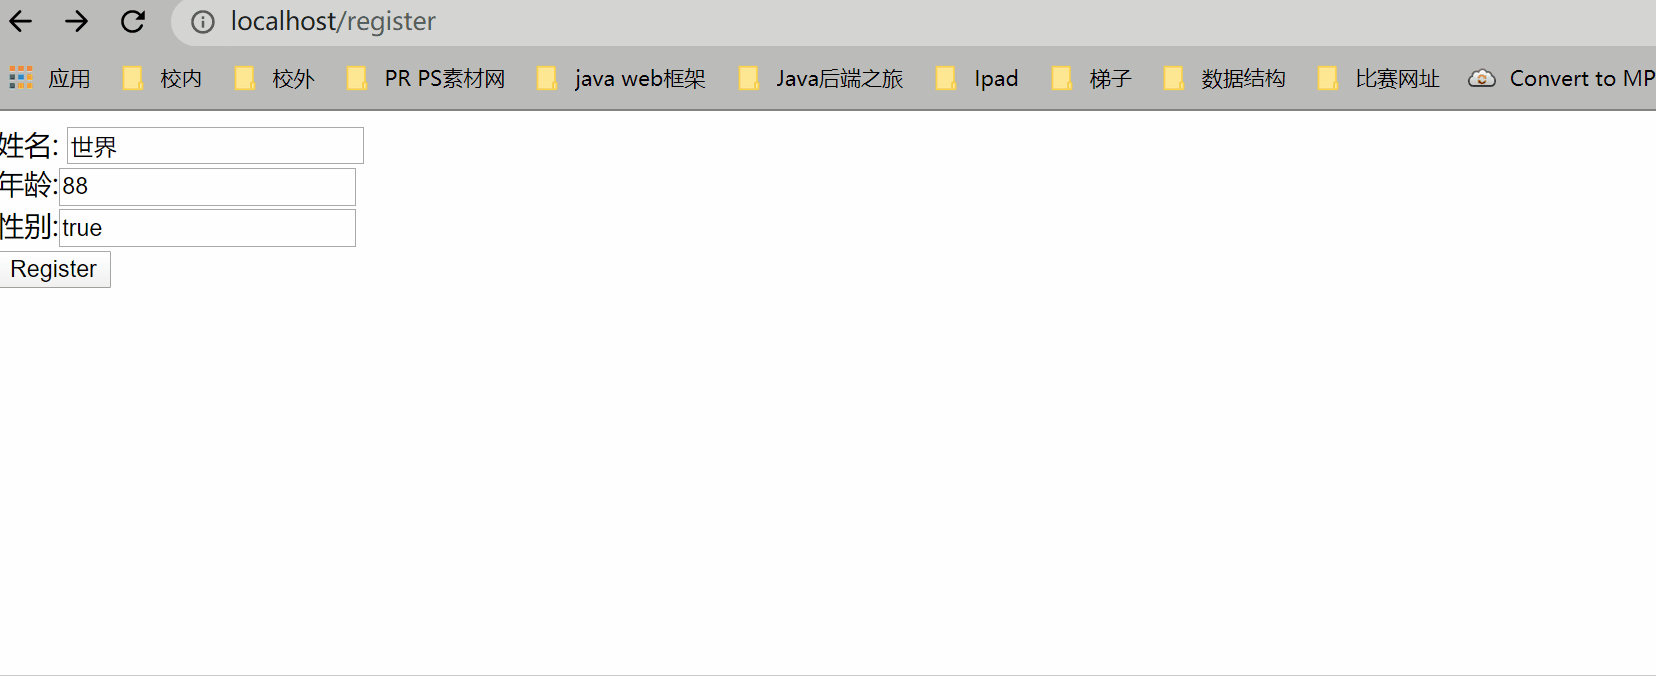 localhost/register
应用 校内 校外 PR PS素材网 java web框架 Java后端之旅 Ipad 梯子 数据结构 比赛网址 Convert to MP
姓名: 世界
年龄:88
性别:true
Register